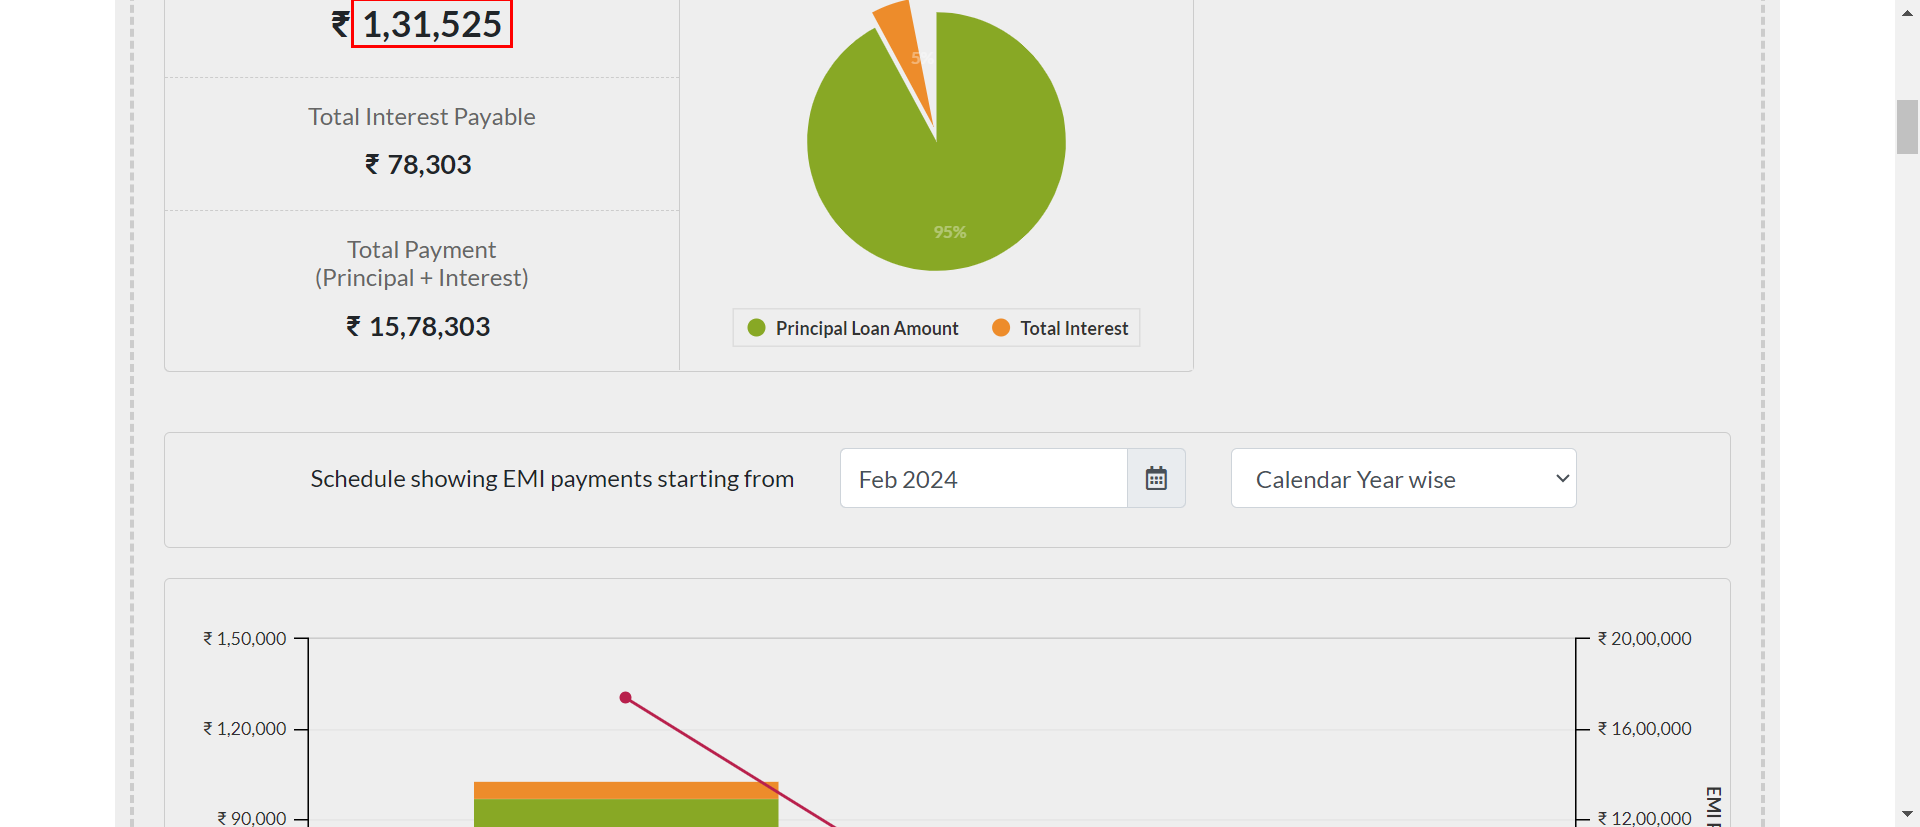 ₹ 1,31,525
Total Interest Payable
₹ 78,303
Total Payment
(Principal + Interest)
₹ 15,78,303
5%
95%
Principal Loan Amount
Total Interest
Schedule showing EMI payments starting from
Feb 2024
Calendar Year wise
₹ 1,50,000
₹ 20,00,000
₹ 1,20,000
₹ 16,00,000
₹ 90,000
₹ 12,00,000
EMI